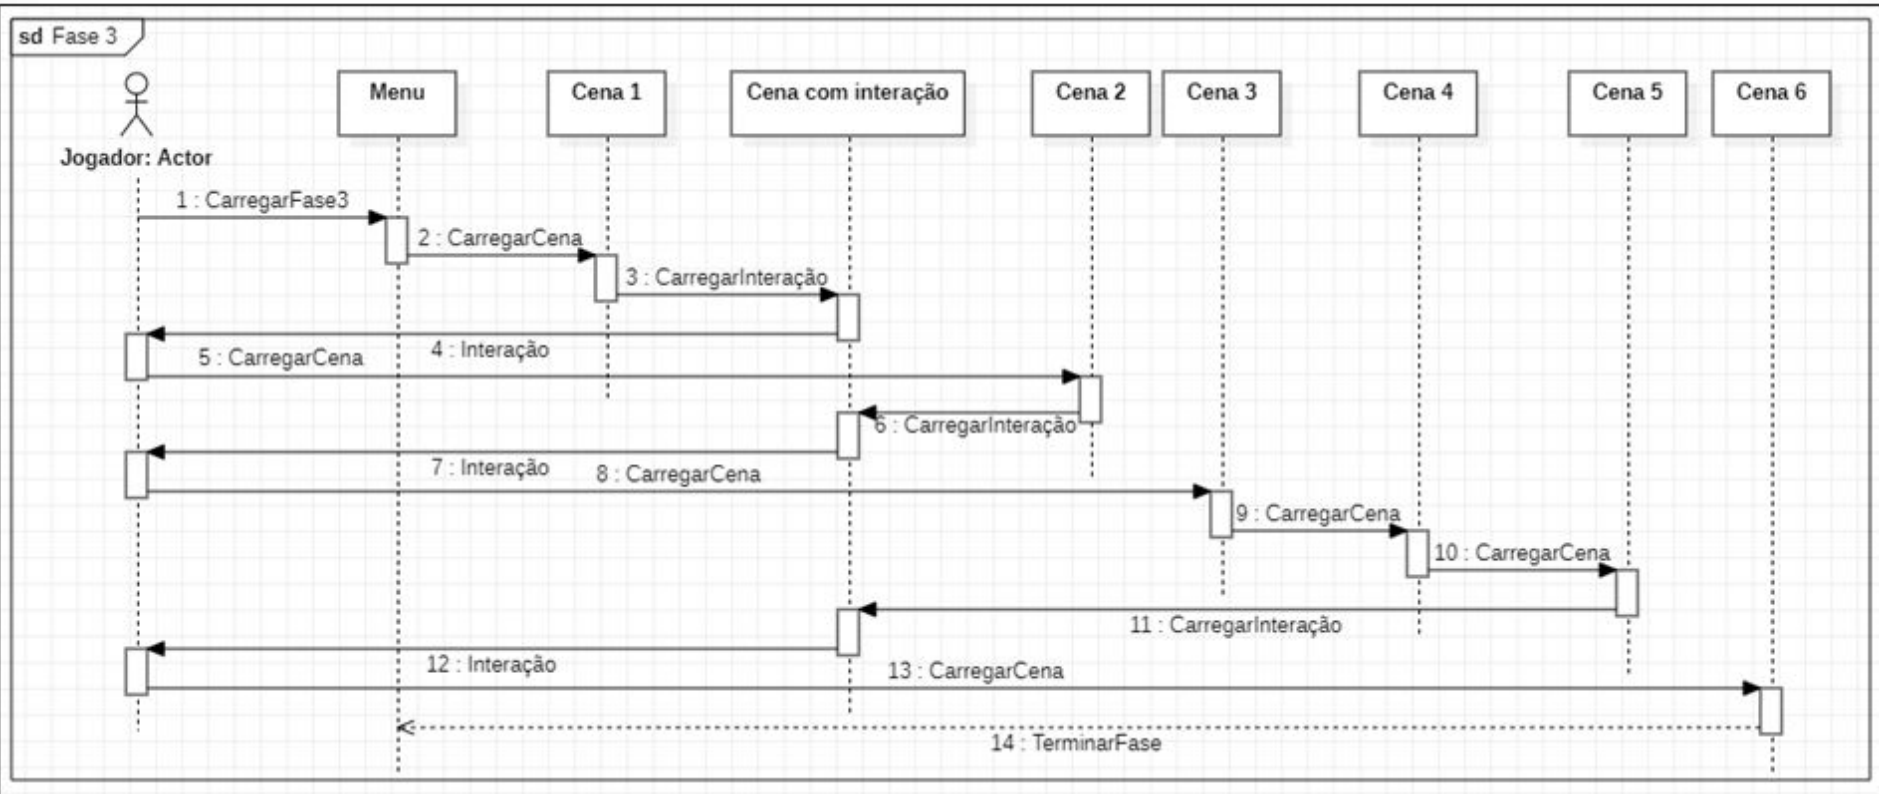 sd Fase 3
Menu
Cena 1
Cena com interação
Cena 2
Cena 3
Cena 4
Cena 5
Cena 6
Jogador: Actor
1 : CarregarFase3
2 : CarregarCena
3 : CarregarInteração
4 : Interação
5 : CarregarCena
6 : CarregarInteração
7 : Interação
8 : CarregarCena
9 : CarregarCena
10 : CarregarCena
11 : CarregarInteração
12 : Interação
13 : CarregarCena
14 : TerminarFase